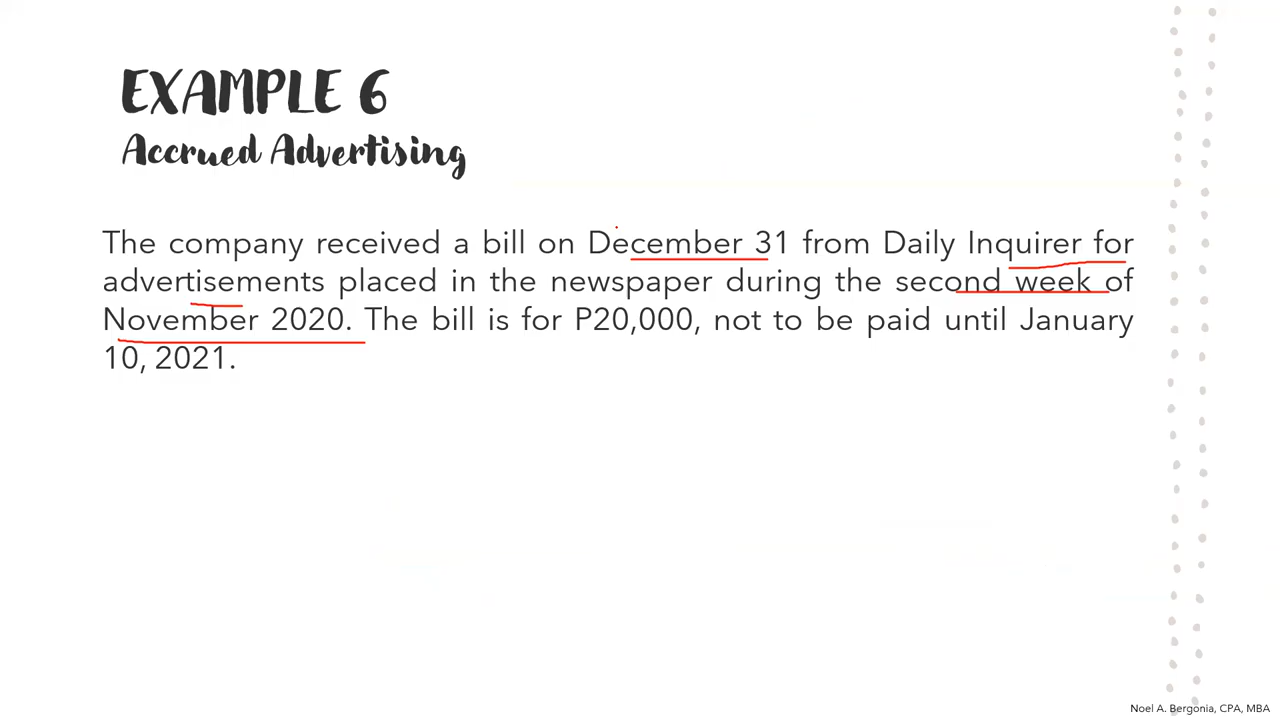 EXAMPLE 6
Accrued Advertising
The company received a bill on December 31 from Daily Inquirer for
advertisements placed in the newspaper during the second week of
November 2020. The bill is for P20,000, not to be paid until January
10, 2021.
Noel A. Bergonia, CPA, MBA